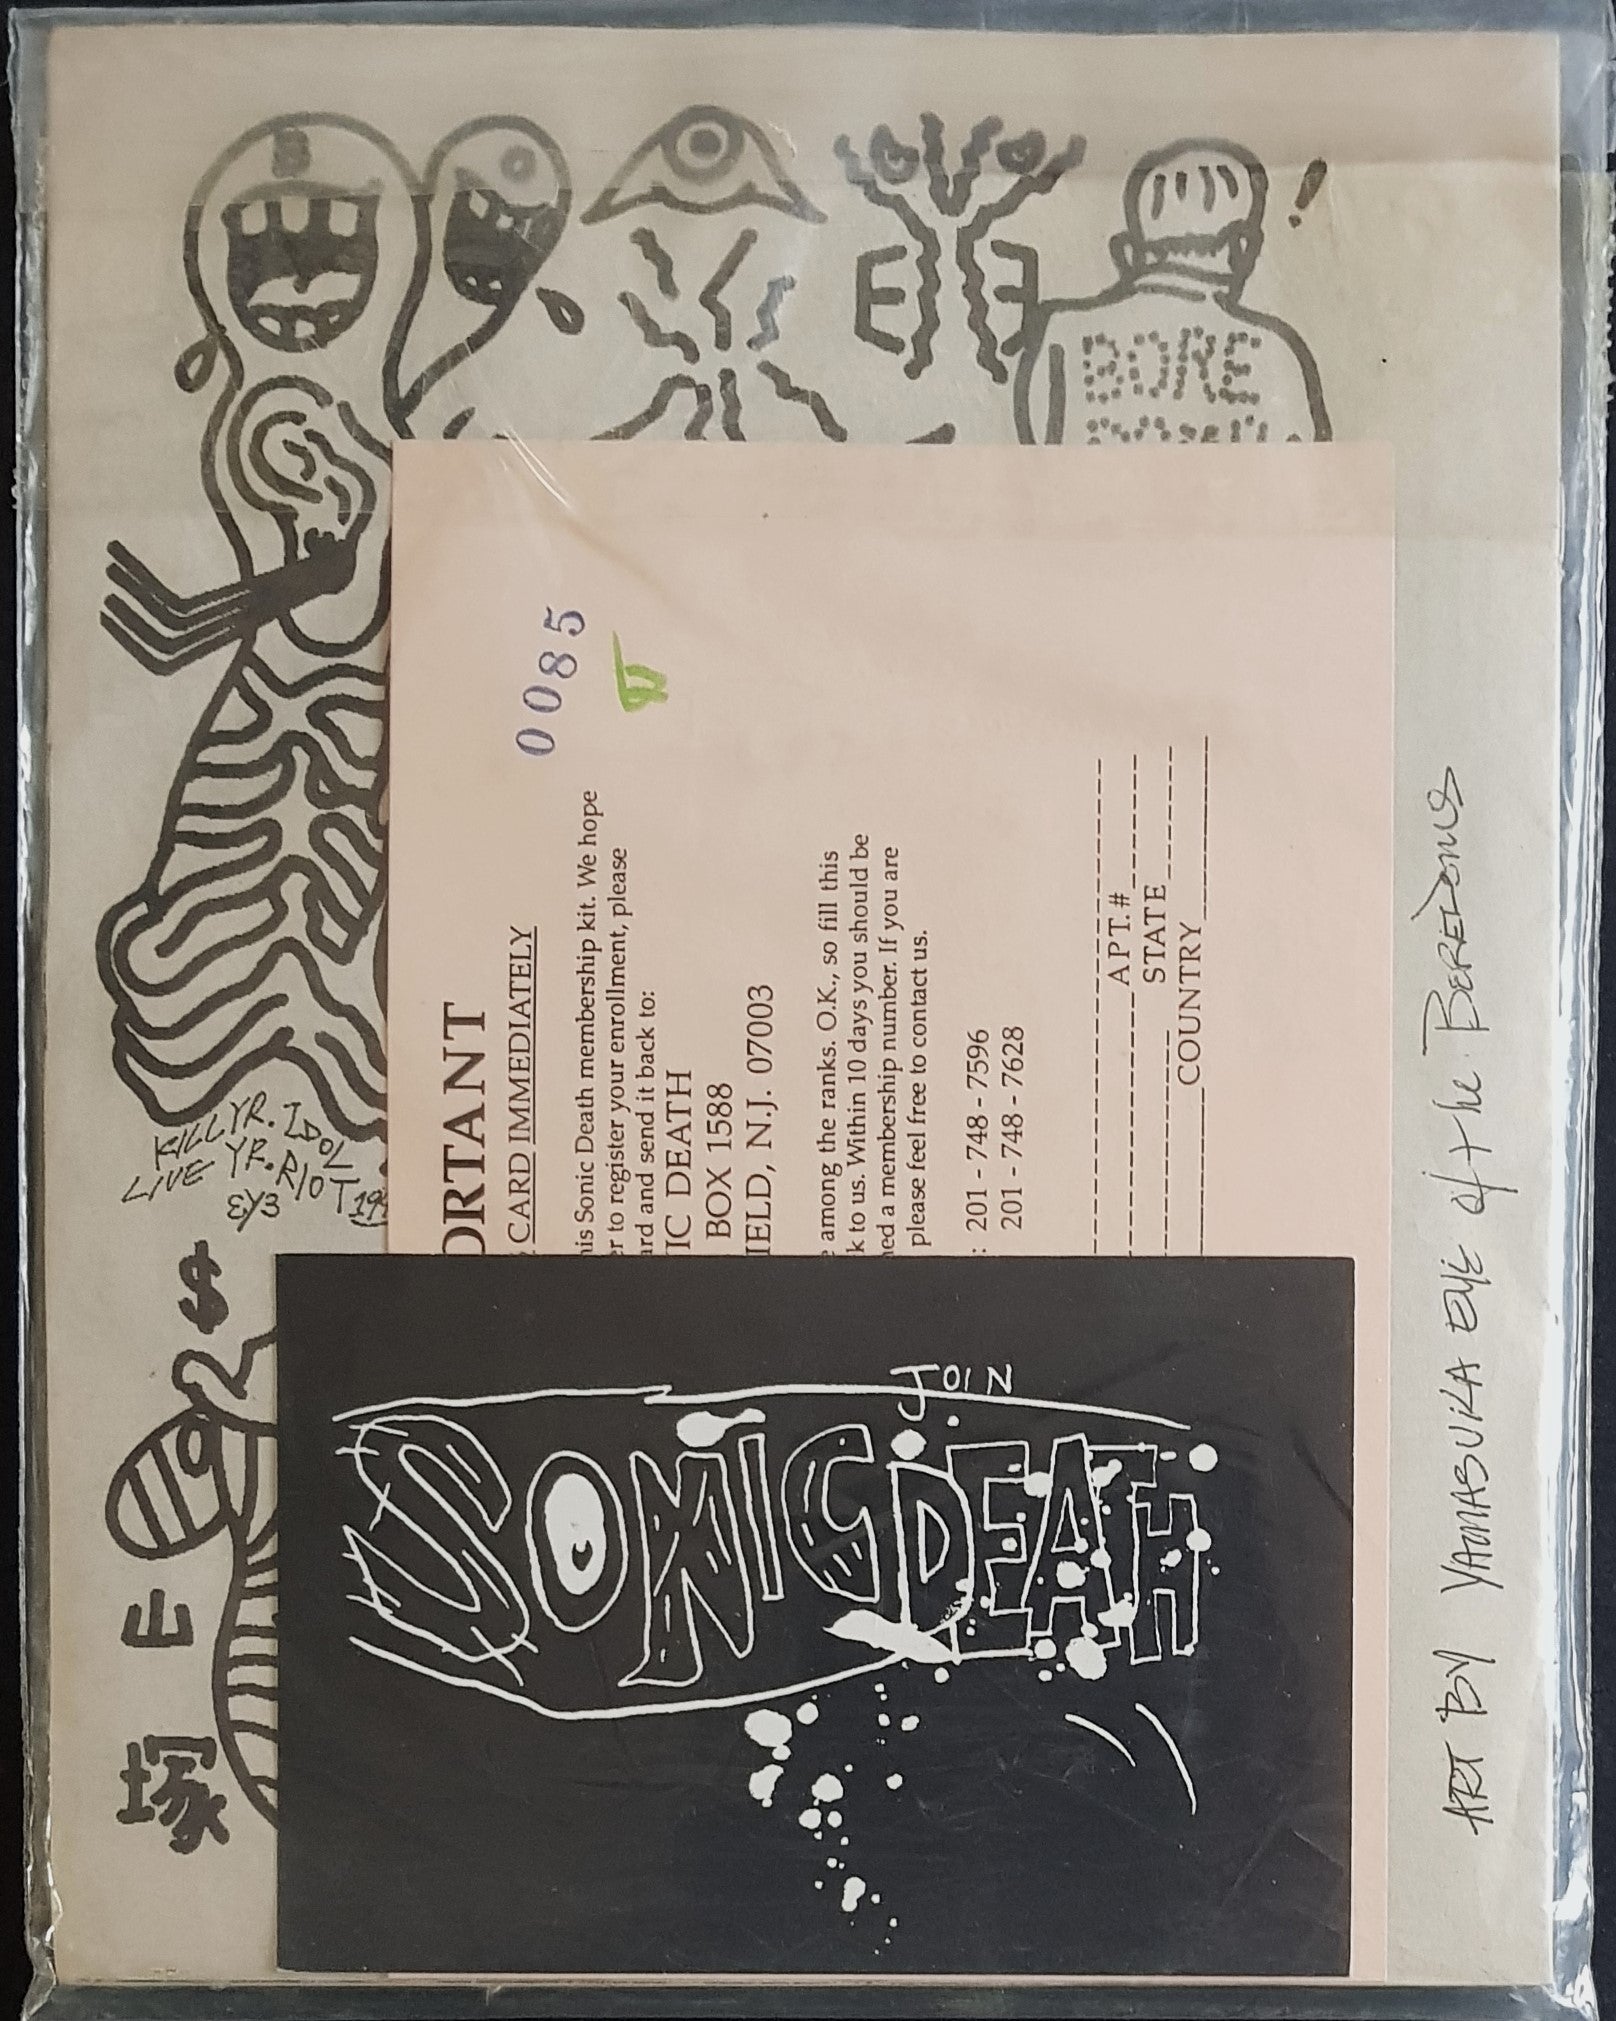 KILL YR. IDOL
LIVE YR. RIOT
EY3
E
塚
E E
!
BORE
ORTANT
CARD IMMEDIATELY
0085
his Sonic Death membership kit. We hope
er to register your enrollment, please
ard and send it back to:
IC DEATH
BOX 1588
IELD, N.J. 07003
e among the ranks. O.K., so fill this
k to us. Within 10 days you should be
ned a membership number. If you are
please feel free to contact us.
: 201 - 748 - 7596
201 - 748 - 7628
APT.#
STATE
COUNTRY
JOIN
SONIC DEATH
ART BY YAMASUKA EYE of the BOREDOMS